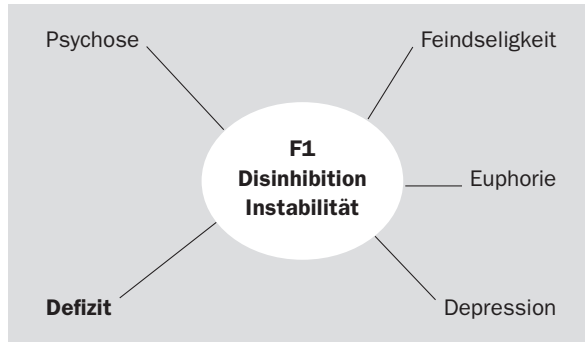 Psychose
Feindseligkeit
F1
Disinhibition
Instabilität
Euphorie
Defizit
Depression